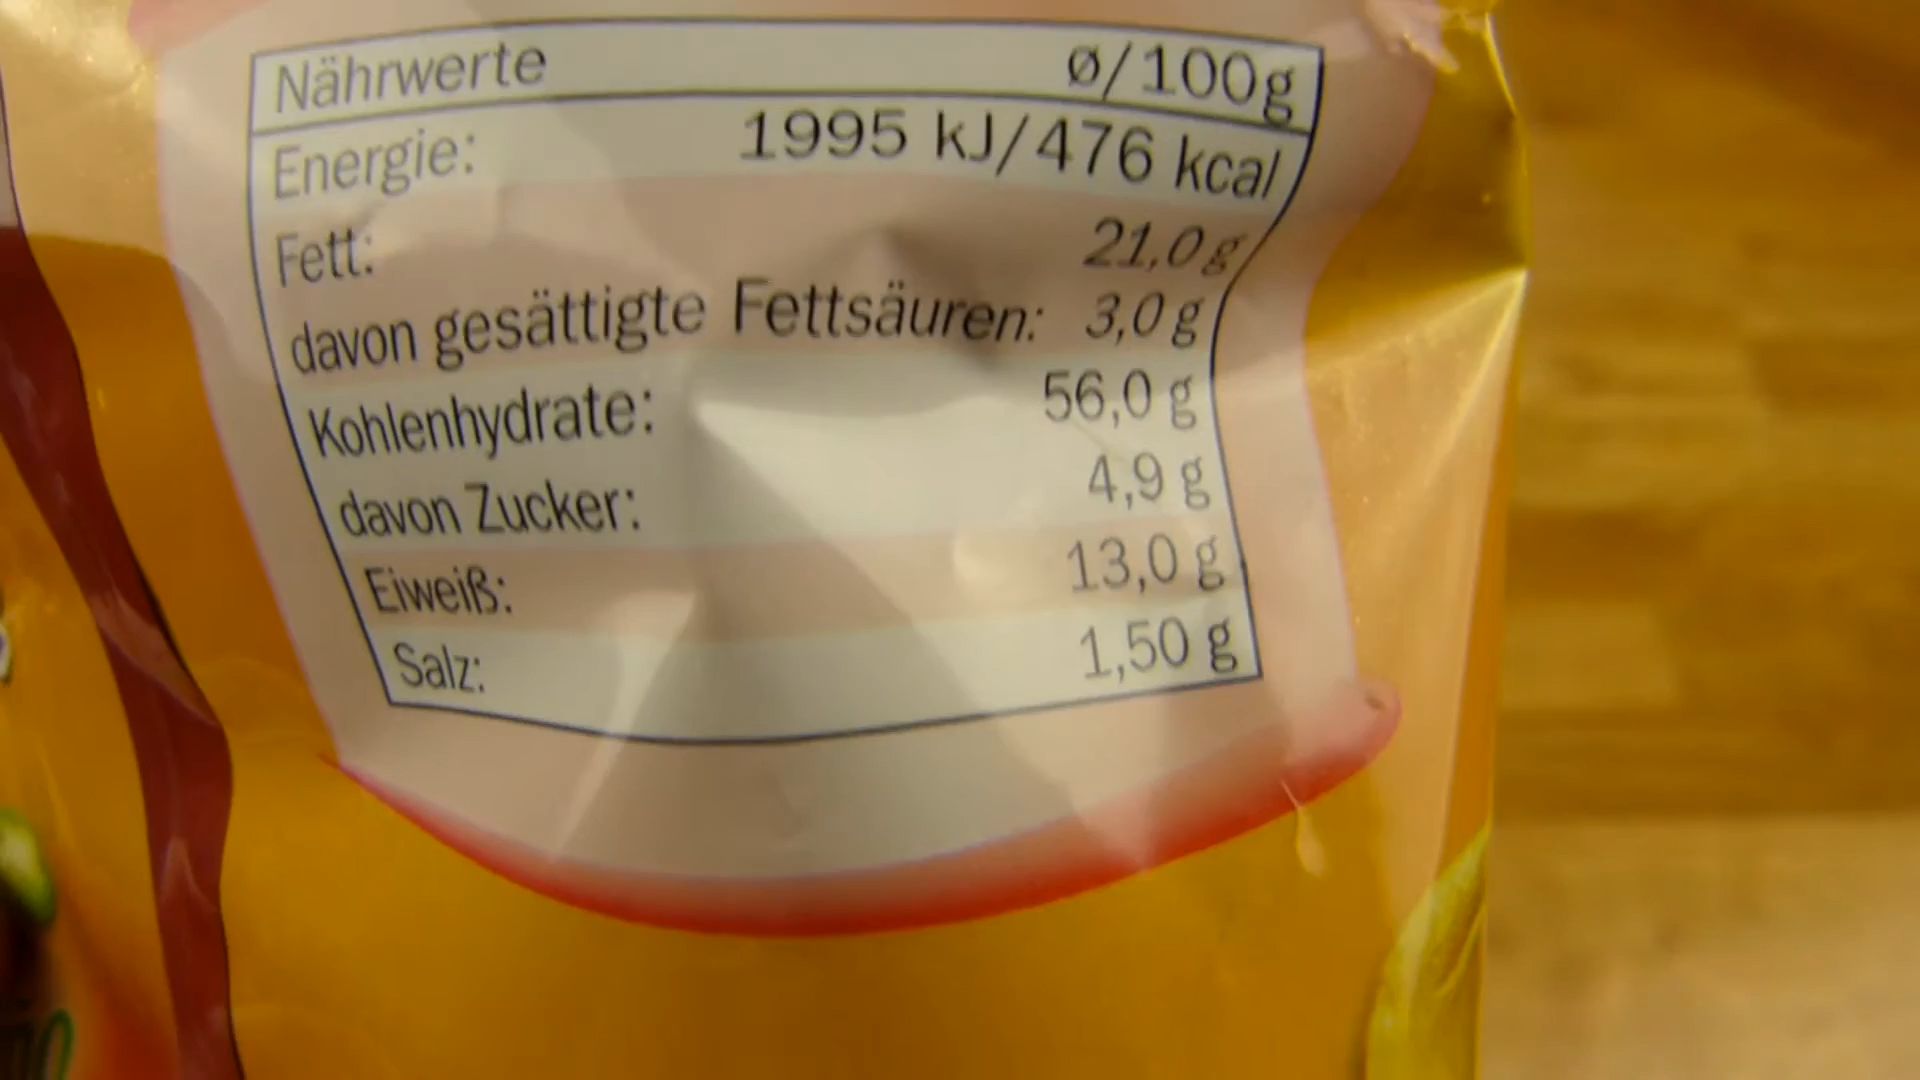 Nährwerte ø/100g
Energie: 1995 kJ/476 kcal
Fett: 21,0 g
davon gesättigte Fettsäuren: 3,0 g
Kohlenhydrate: 56,0 g
davon Zucker: 4,9 g
Eiweiß: 13,0 g
Salz: 1,50 g